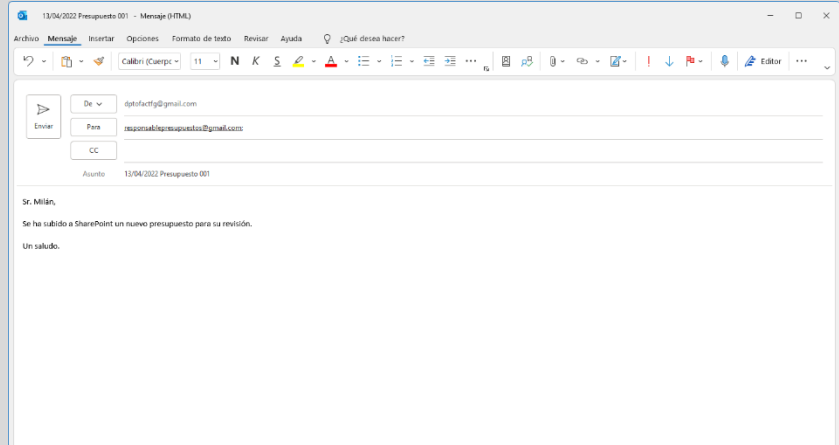 13/04/2022 Presupuesto 001 - Mensaje (HTML)
Archivo Mensaje Insertar Opciones Formato de texto Revisar Ayuda ¿Qué desea hacer?
Calibri (Cuerpc 11 N K S A Editor
De dptofactfg@gmail.com
Enviar Para responsablepresupuestos@gmail.com;
CC
Asunto 13/04/2022 Presupuesto 001
Sr. Milán,
Se ha subido a SharePoint un nuevo presupuesto para su revisión.
Un saludo.